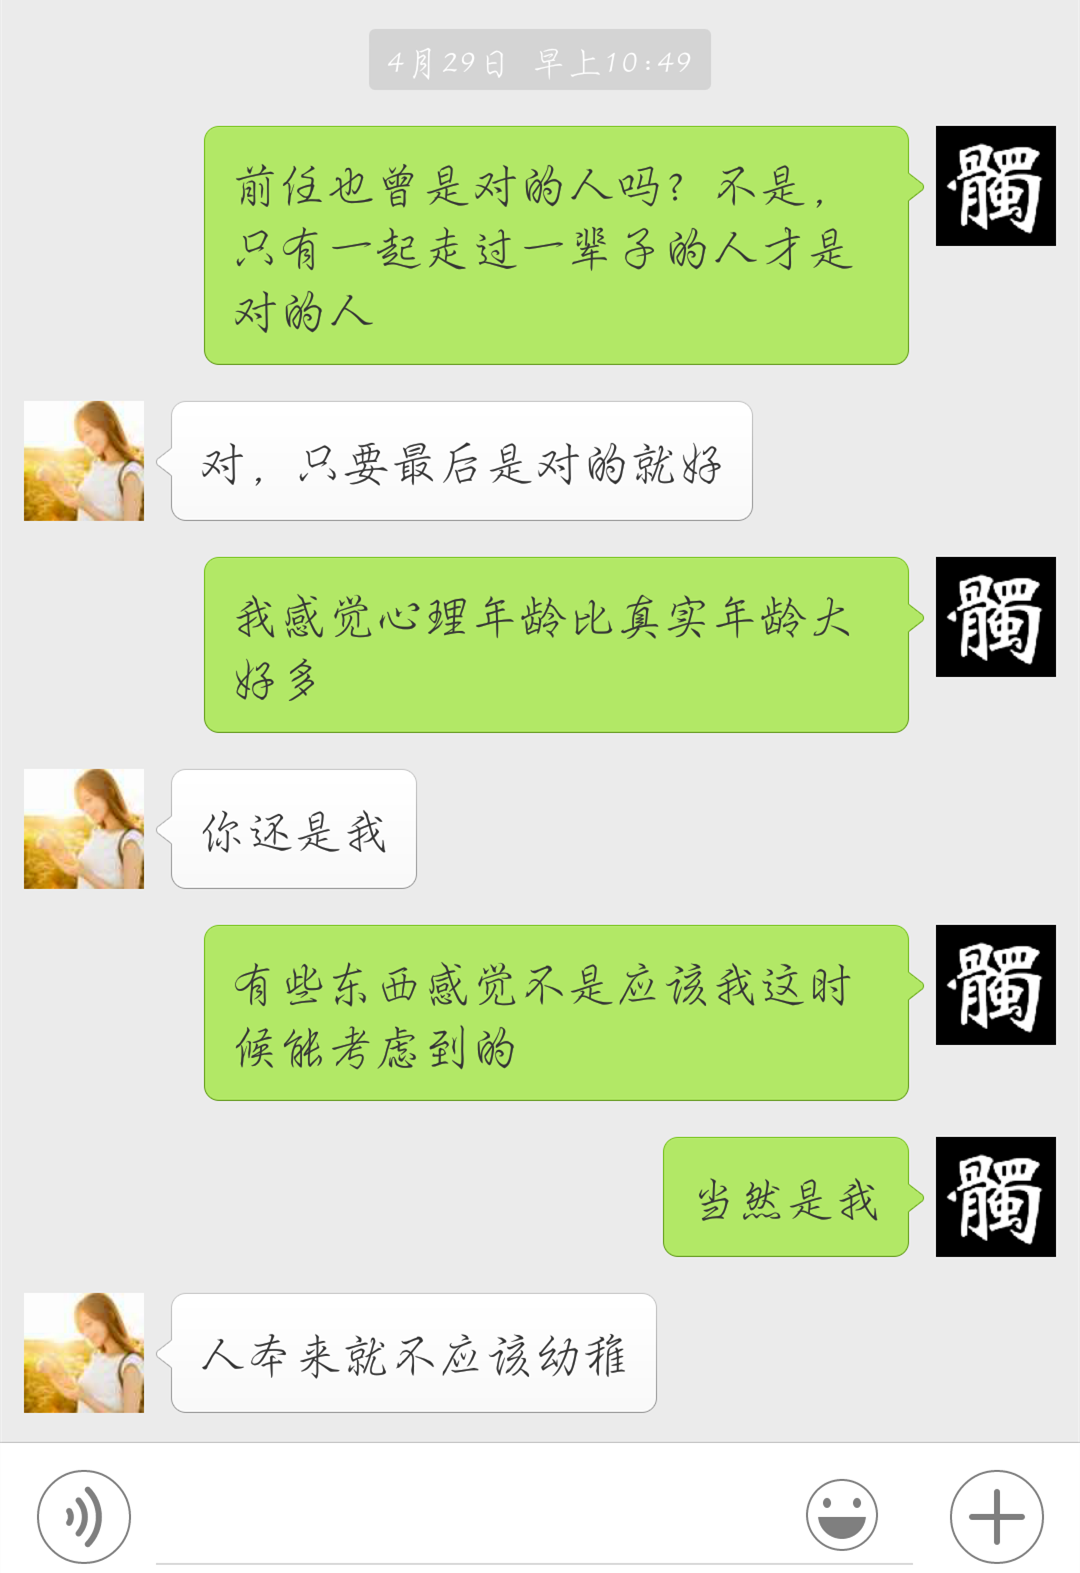 4月29日 早上10:49
前任也曾是对的人吗？不是，
只有一起走过一辈子的人才是
对的人
髑
对，只要最后是对的就好
我感觉心理年龄比真实年龄大
好多
髑
你还是我
有些东西感觉不是应该我这时
候能考虑到的
髑
当然是我
髑
人本来就不应该幼稚